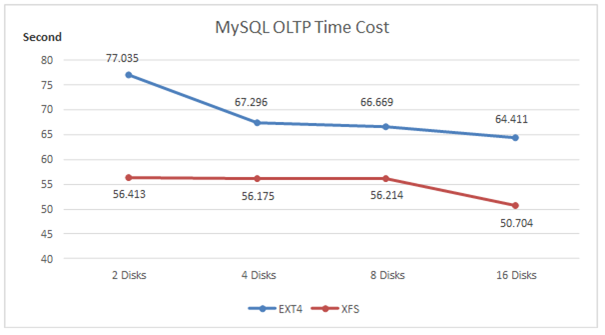 MySQL OLTP Time Cost
Second
80
75
70
65
60
55
50
45
40
77.035
67.296
66.669
64.411
56.413
56.175
56.214
50.704
2 Disks
4 Disks
8 Disks
16 Disks
EXT4
XFS